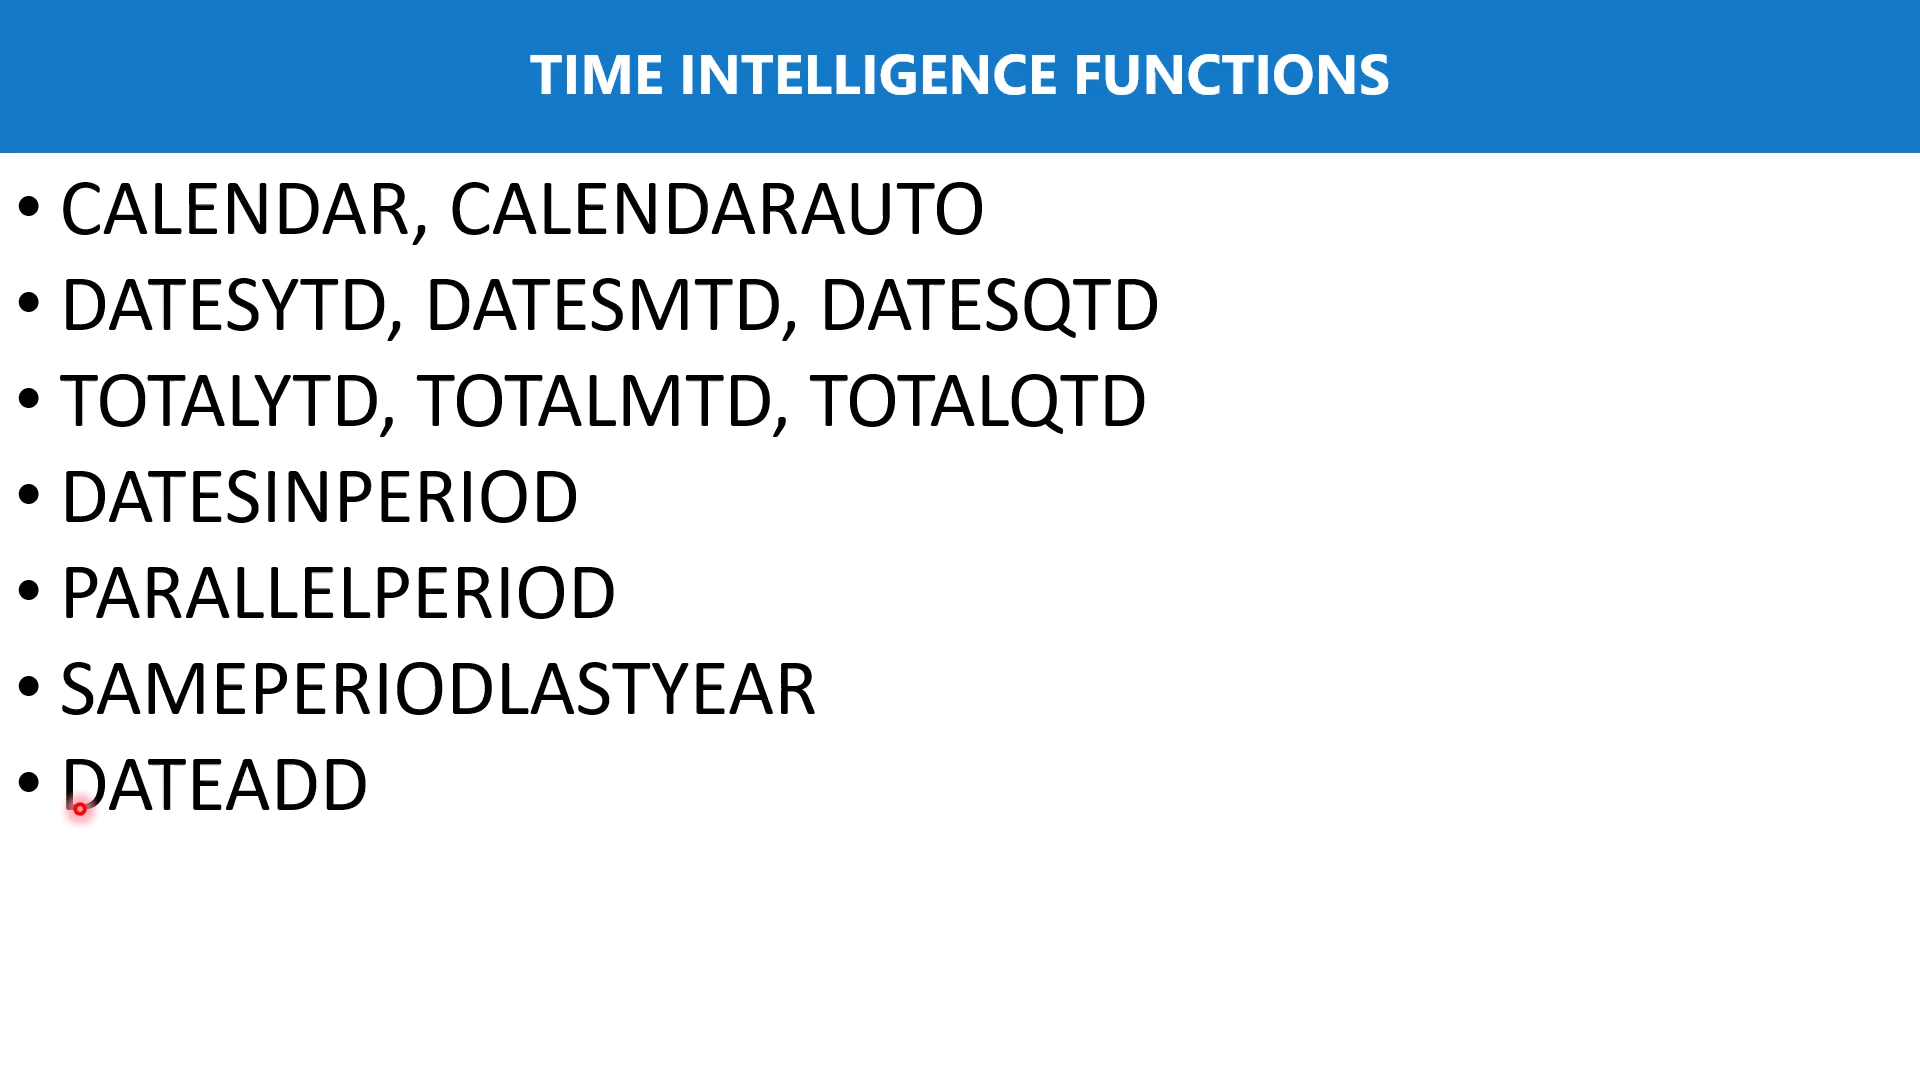 TIME INTELLIGENCE FUNCTIONS
• CALENDAR, CALENDARAUTO
• DATESYTD, DATESMTD, DATESQTD
• TOTALYTD, TOTALMTD, TOTALQTD
• DATESINPERIOD
• PARALLELPERIOD
• SAMEPERIODLASTYEAR
• DATEADD